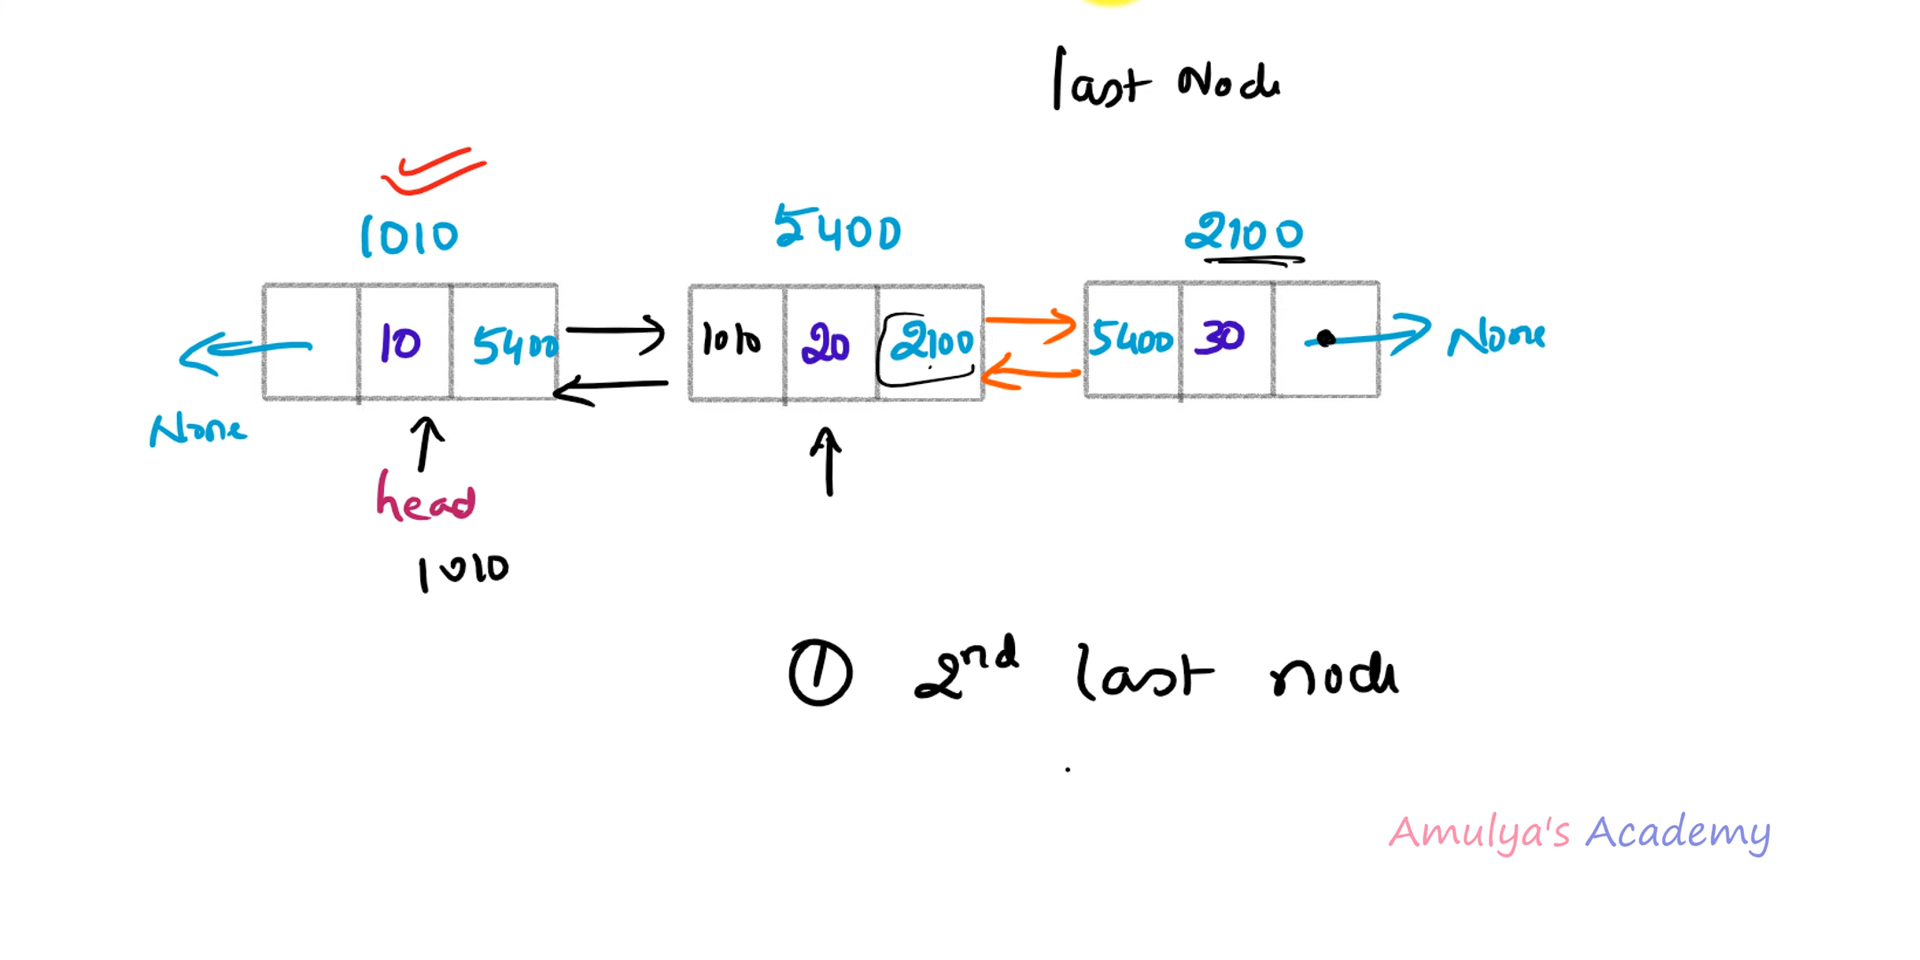 last Node
1010 5400 2100
10 5400 1010 20 2100 5400 30 None
None
head
1010
① 2nd last node
Amulya's Academy